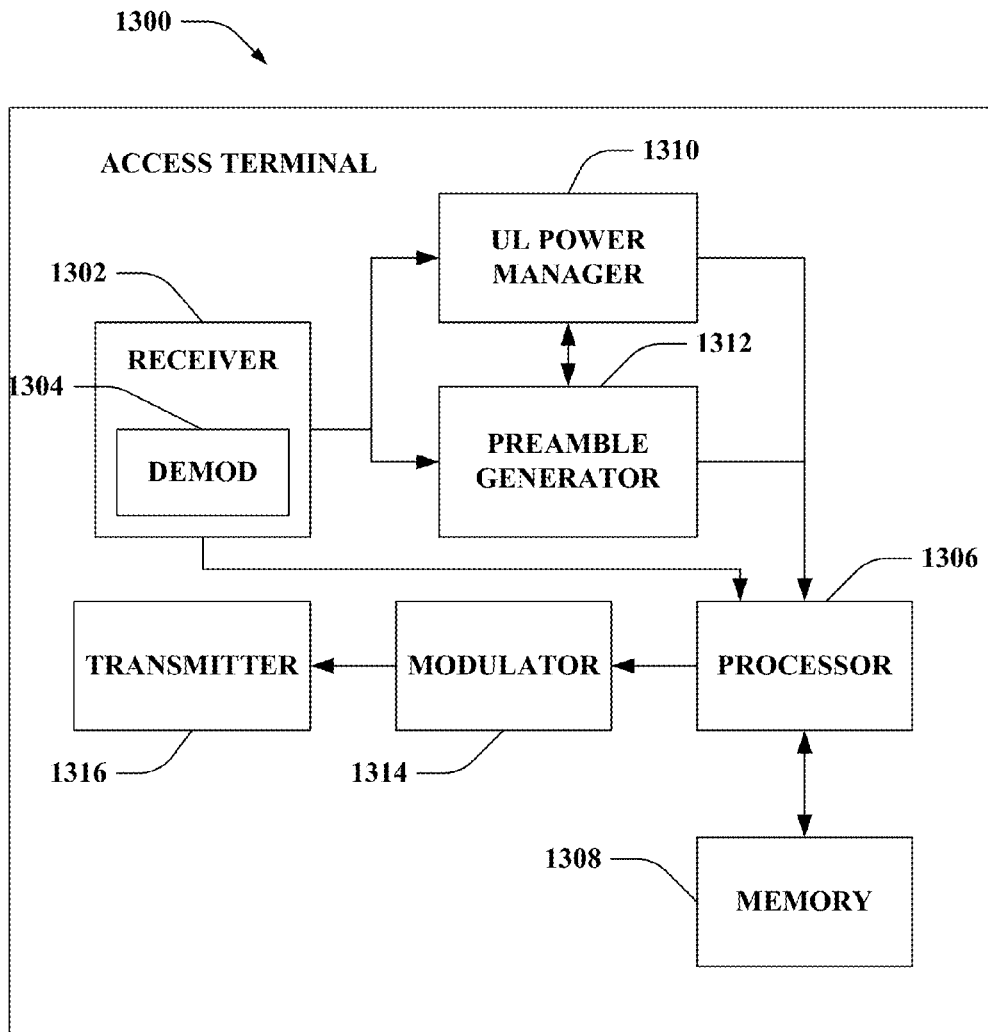 1300
ACCESS TERMINAL
1310
UL POWER
MANAGER
1302
RECEIVER
1312
1304
DEMOD
PREAMBLE
GENERATOR
1306
TRANSMITTER
MODULATOR
PROCESSOR
1316
1314
1308
MEMORY